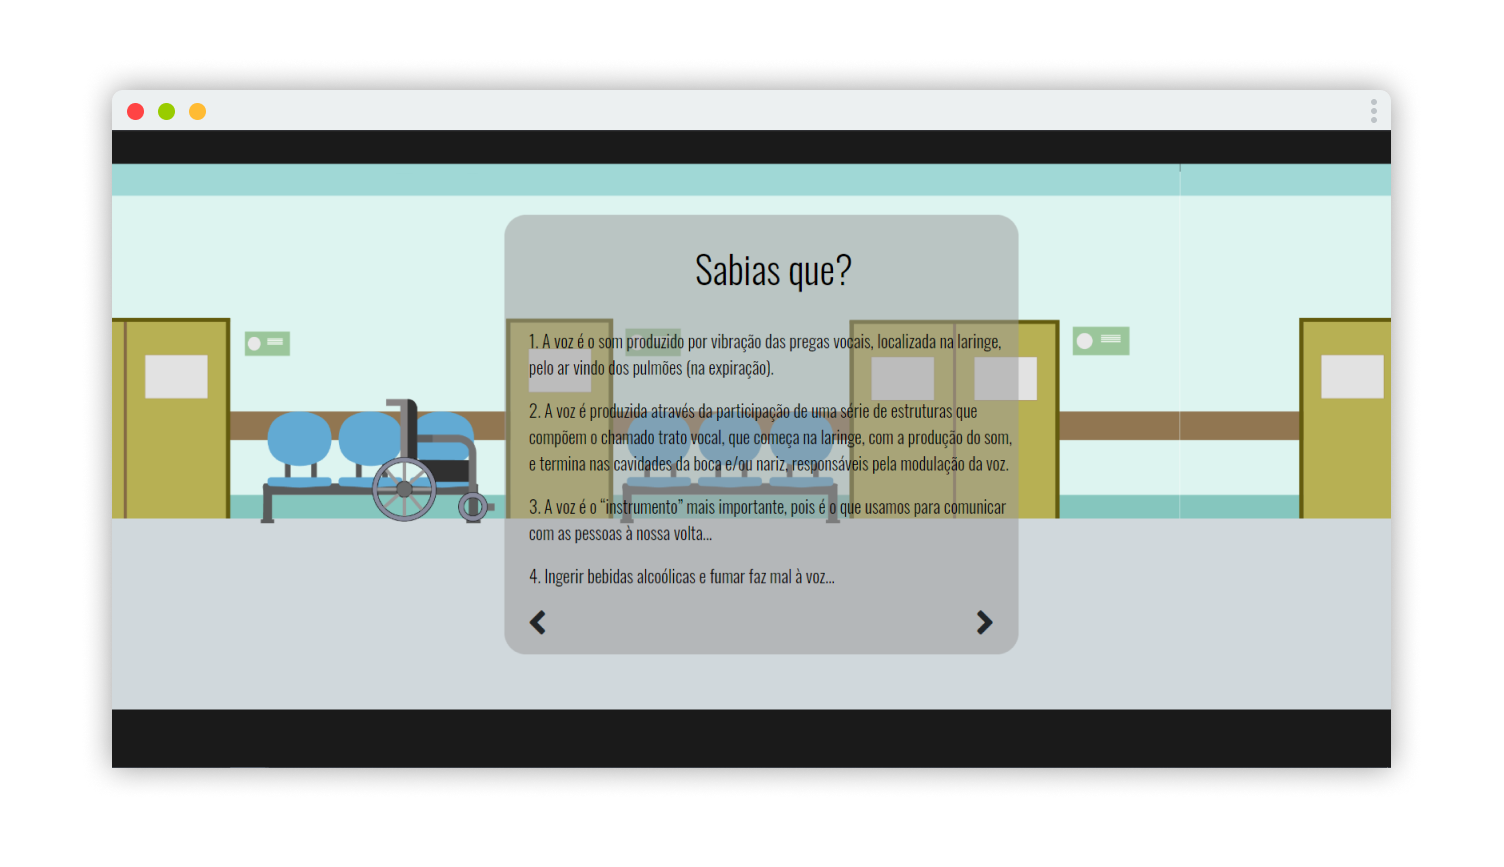 Sabias que?
1. A voz é o som produzido por vibração das pregas vocais, localizada na laringe,
pelo ar vindo dos pulmões (na expiração).
2. A voz é produzida através da participação de uma série de estruturas que
compõem o chamado trato vocal, que começa na laringe, com a produção do som,
e termina nas cavidades da boca e/ou nariz, responsáveis pela modulação da voz.
3. A voz é o “instrumento” mais importante, pois é o que usamos para comunicar
com as pessoas à nossa volta...
4. Ingerir bebidas alcoólicas e fumar faz mal à voz...